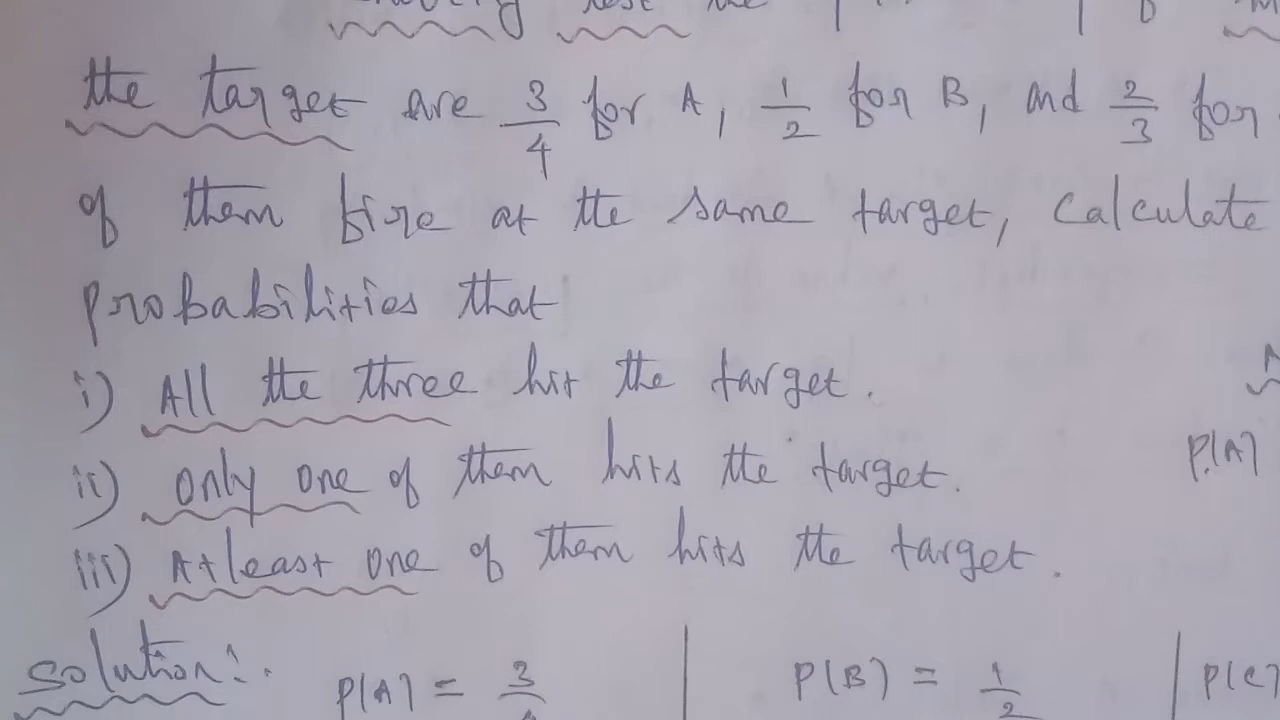 the target are 3/4 for A, 1/2 for B, and 2/3 for
of them fire at the same target, Calculate
probabilities that
i) All the three hit the target.
ii) Only one of them hits the target.
P(A)
iii) Atleast one of them hits the target.
Solution:
P(A) = 3/4 | P(B) = 1/2 | P(C)